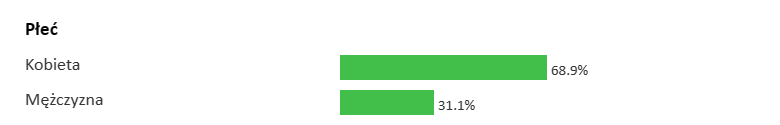 Płeć
Kobieta 68.9%
Mężczyzna 31.1%